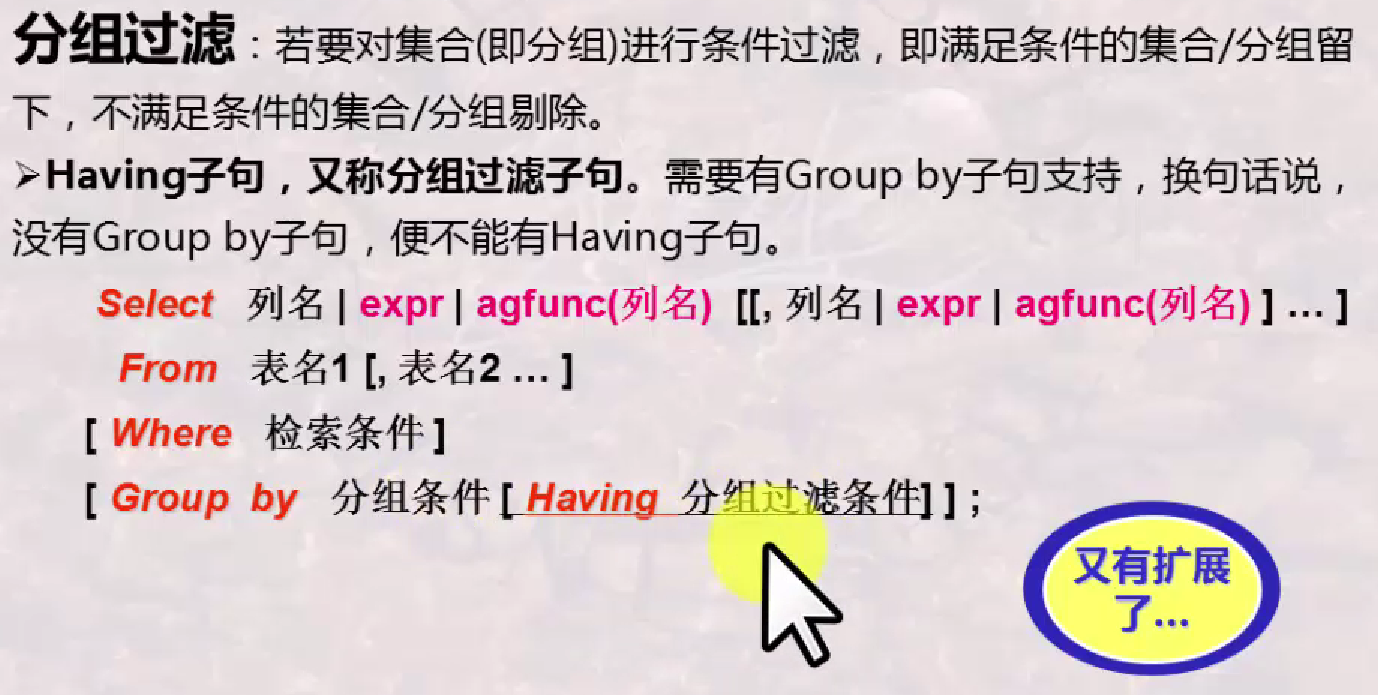 分组过滤：若要对集合(即分组)进行条件过滤，即满足条件的集合/分组留
下，不满足条件的集合/分组剔除。
➢Having子句，又称分组过滤子句。需要有Group by子句支持，换句话说，
没有Group by子句，便不能有Having子句。
Select 列名 | expr | agfunc(列名) [[, 列名 | expr | agfunc(列名) ] … ]
From 表名1 [, 表名2 … ]
[ Where 检索条件 ]
[ Group by 分组条件 [ Having 分组过滤条件] ] ;
又有扩展
了…